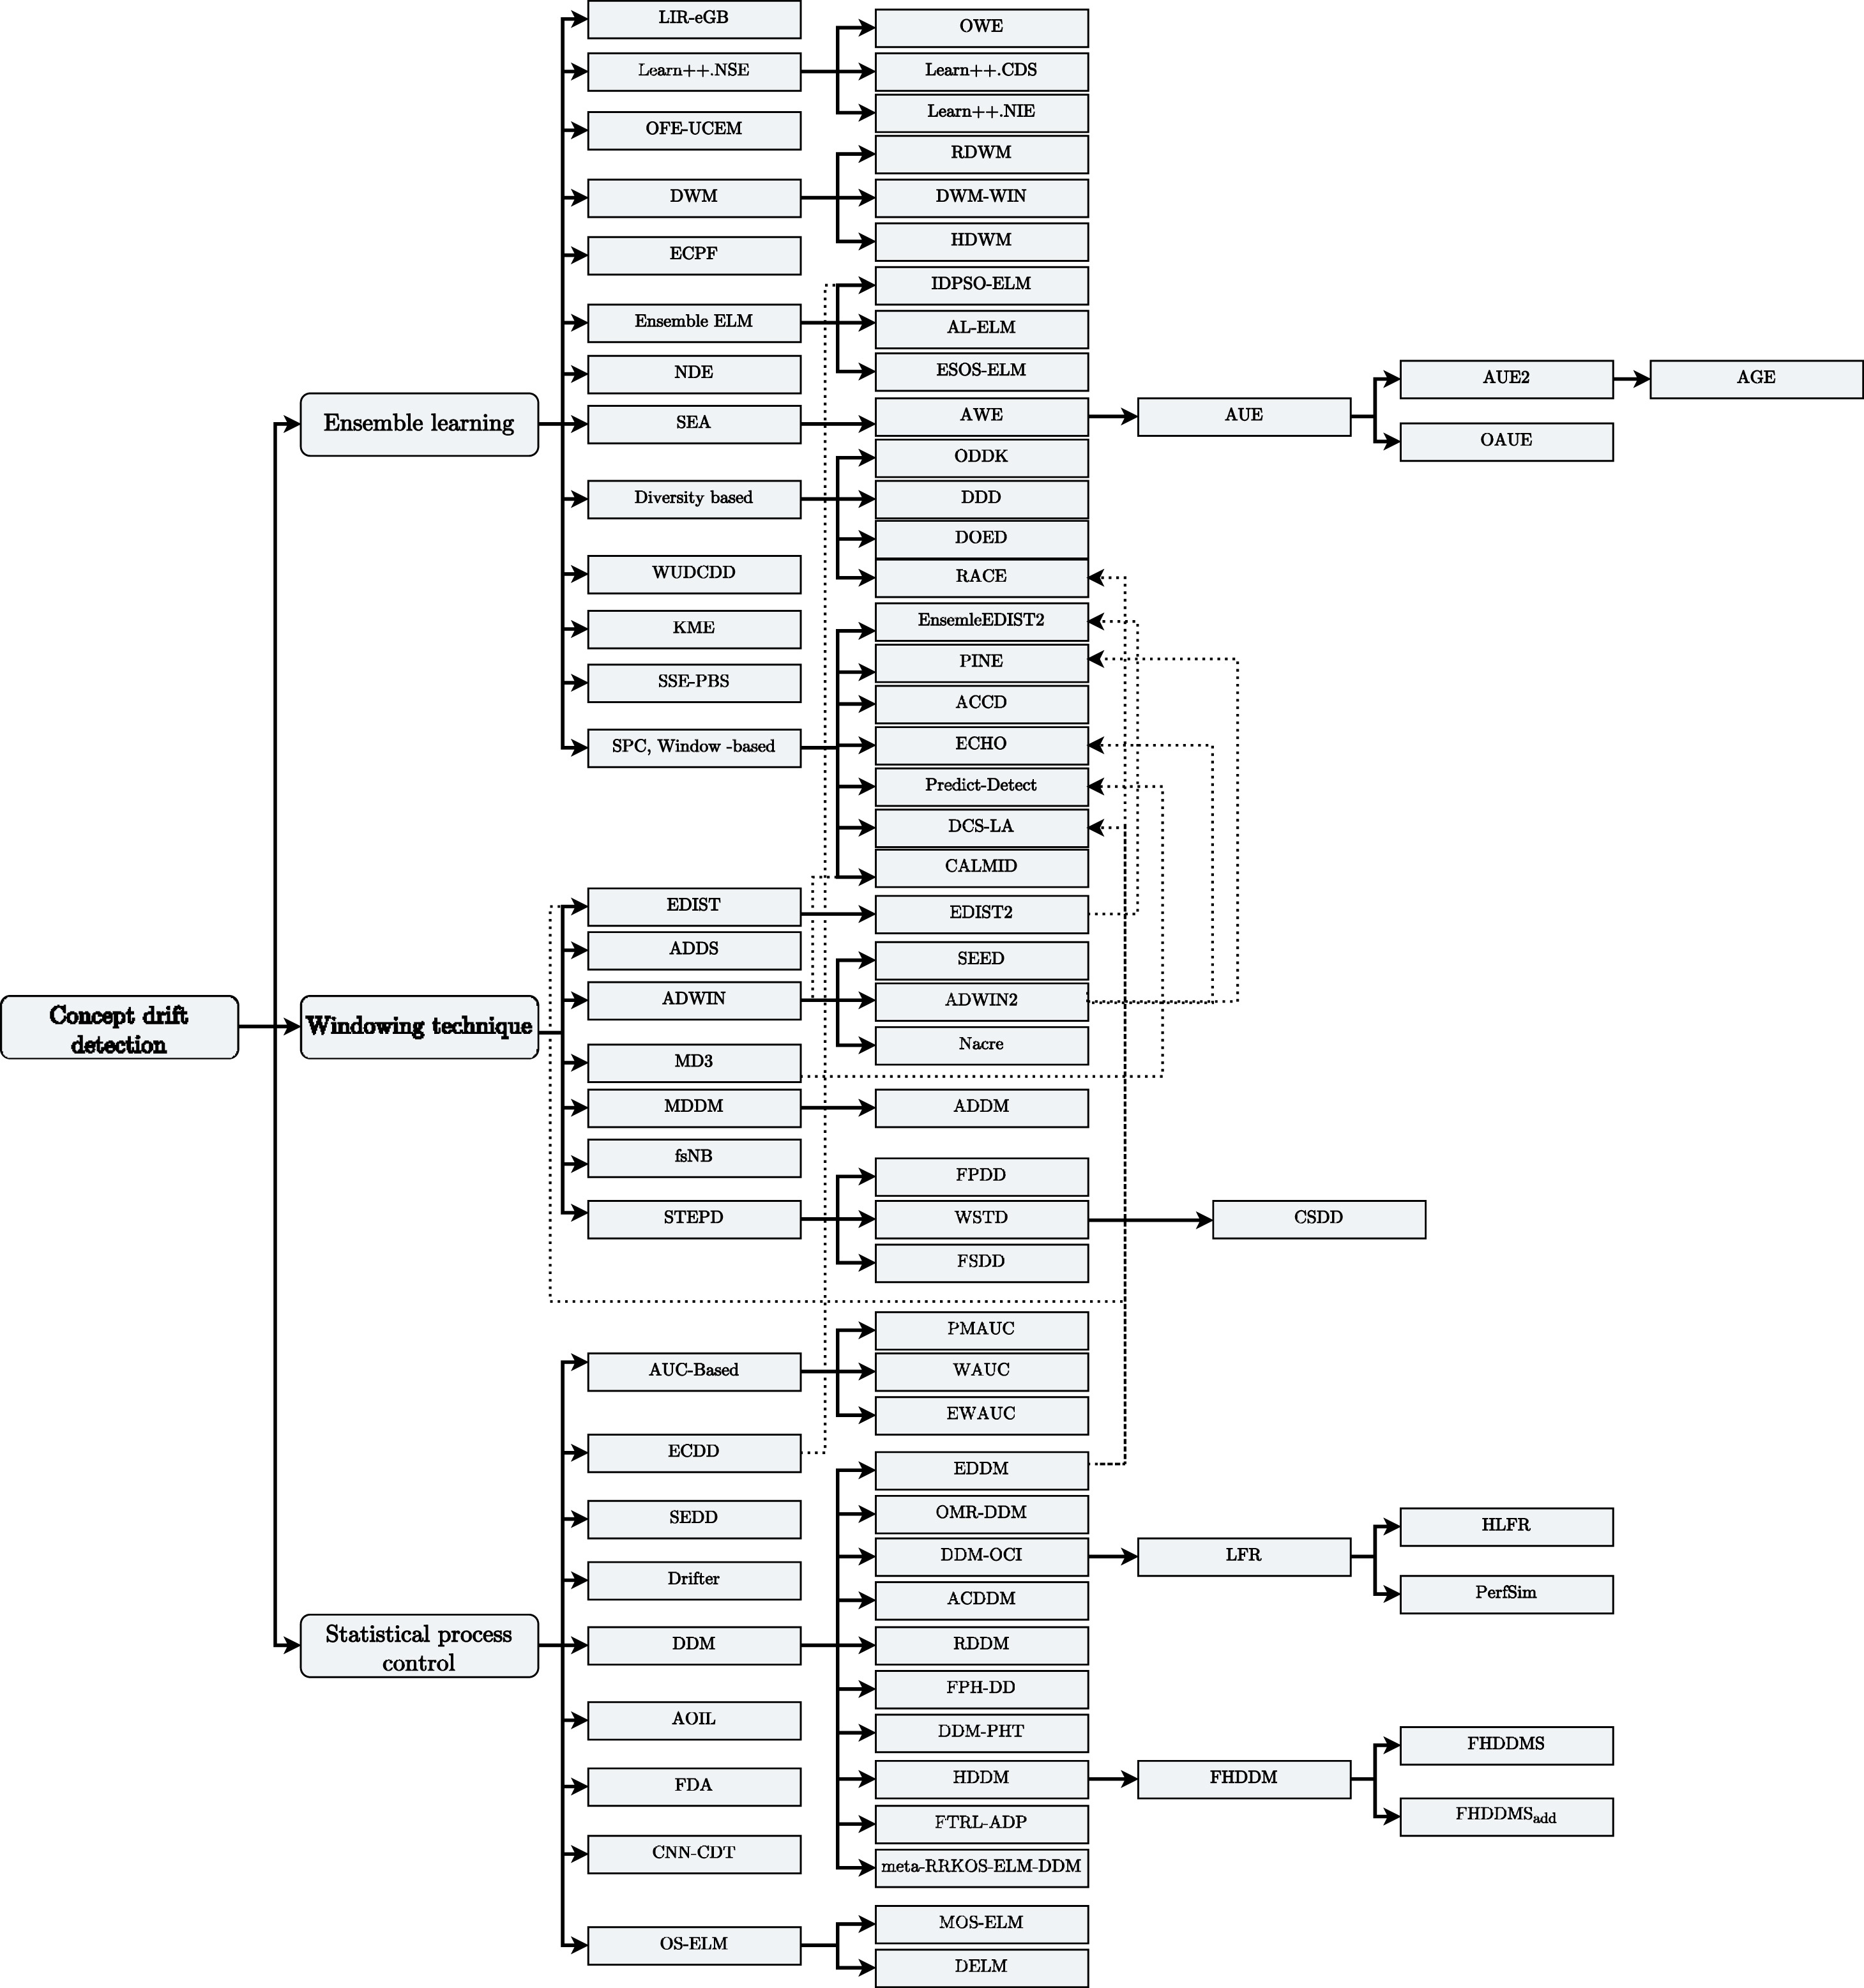 LIR-eGB
Learn++.NSE
OFE-UCEM
DWM
ECPF
Ensemble ELM
NDE
SEA
Diversity based
WUDCDD
KME
SSE-PBS
SPC, Window -based
OWE
Learn++.CDS
Learn++.NIE
RDWM
DWM-WIN
HDWM
IDPSO-ELM
AL-ELM
ESOS-ELM
AWE
ODDK
DDD
DOED
RACE
EnsemleEDIST2
PINE
ACCD
ECHO
Predict-Detect
DCS-LA
CALMID
AUE
AUE2
OAUE
AGE
Ensemble learning
Concept drift
detection
Windowing technique
EDIST
ADDS
ADWIN
MD3
MDDM
fsNB
STEPD
EDIST2
SEED
ADWIN2
Nacre
ADDM
FPDD
WSTD
FSDD
CSDD
Statistical process
control
AUC-Based
ECDD
SEDD
Drifter
DDM
AOIL
FDA
CNN-CDT
OS-ELM
PMAUC
WAUC
EWAUC
EDDM
OMR-DDM
DDM-OCI
ACDDM
RDDM
FPH-DD
DDM-PHT
HDDM
FTRL-ADP
meta-RRKOS-ELM-DDM
MOS-ELM
DELM
LFR
HLFR
PerfSim
FHDDM
FHDDMS
FHDDMSadd